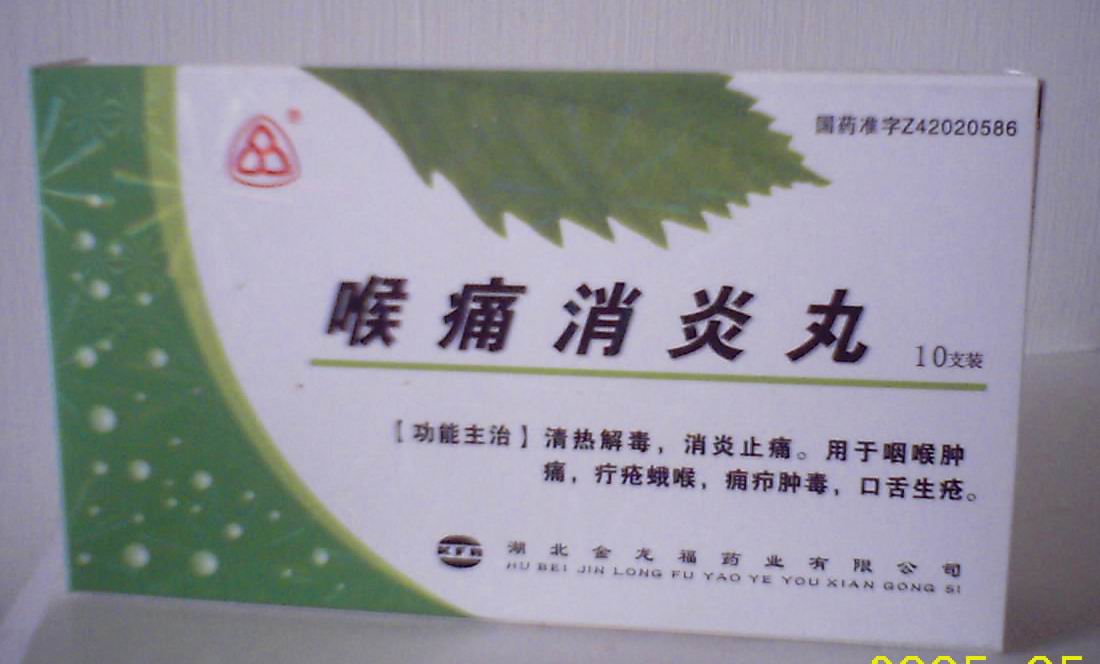 ®
国药准字Z42020586
喉痛消炎丸
10支装
【功能主治】清热解毒，消炎止痛。用于咽喉肿
痛，疔疮蛾喉，痈疖肿毒，口舌生疮。
湖北金龙福药业有限公司
HU BEI JIN LONG FU YAO YE YOU XIAN GONG SI